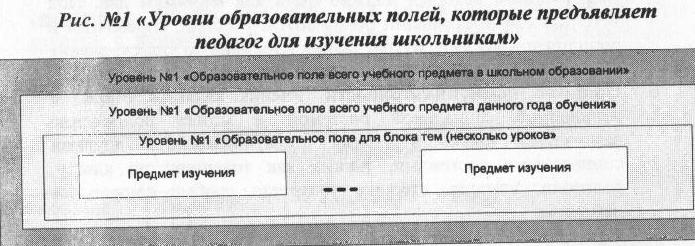 Рис. №1 «Уровни образовательных полей, которые предъявляет
педагог для изучения школьникам»
Уровень №1 «Образовательное поле всего учебного предмета в школьном образовании»
Уровень №1 «Образовательное поле всего учебного предмета данного года обучения»
Уровень №1 «Образовательное поле для блока тем (несколько уроков»
Предмет изучения
Предмет изучения